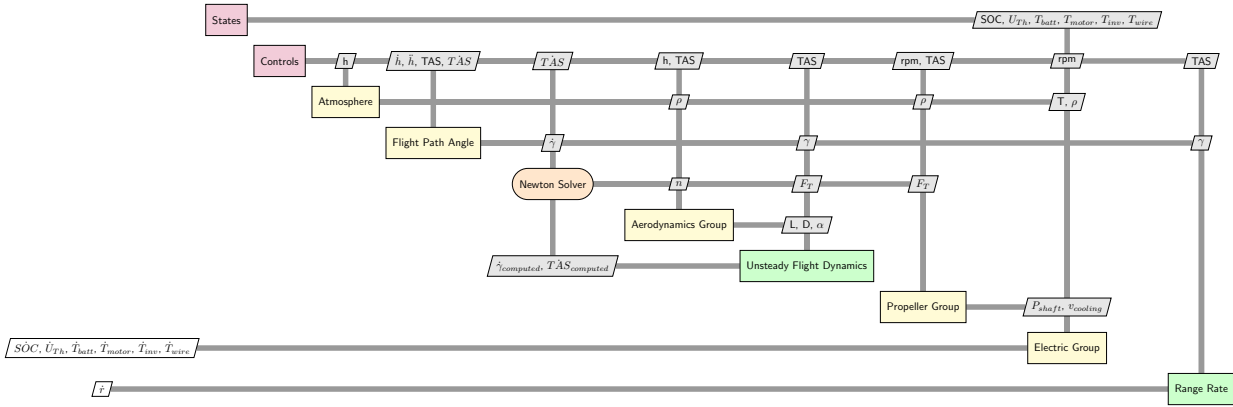 States
SOC, U_Th, T_batt, T_motor, T_inv, T_wire
Controls
h
ḣ, ḧ, TAS, TȦS
TȦS
h, TAS
TAS
rpm, TAS
rpm
TAS
Atmosphere
ρ
ρ
T, ρ
Flight Path Angle
γ̇
γ
γ
Newton Solver
n
F_T
F_T
Aerodynamics Group
L, D, α
γ̇_computed, TȦS_computed
Unsteady Flight Dynamics
Propeller Group
P_shaft, v_cooling
SȮC, U̇_Th, Ṫ_batt, Ṫ_motor, Ṫ_inv, Ṫ_wire
Electric Group
ṙ
Range Rate